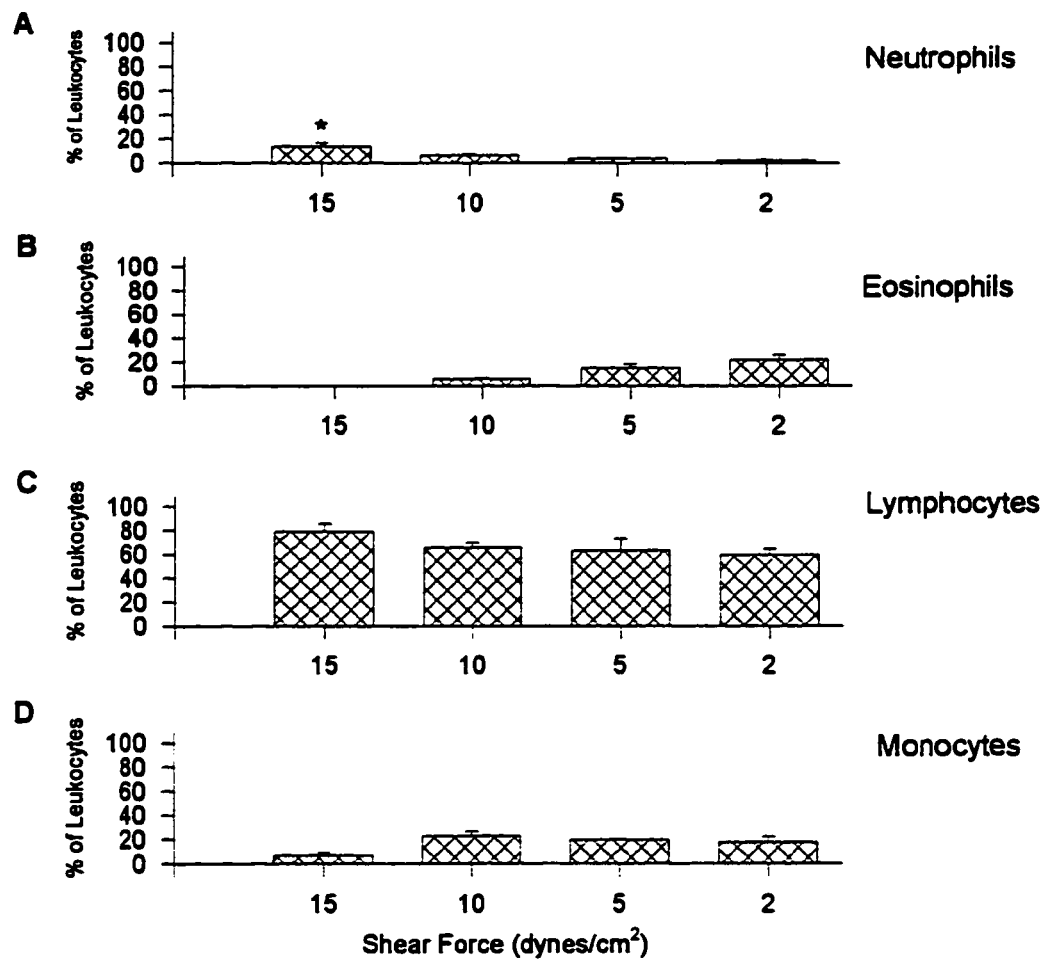 A
% of Leukocytes
100
80
60
40
20
0
*
Neutrophils
15 10 5 2
B
% of Leukocytes
100
80
60
40
20
0
Eosinophils
15 10 5 2
C
% of Leukocytes
100
80
60
40
20
0
Lymphocytes
15 10 5 2
D
% of Leukocytes
100
80
60
40
20
0
Monocytes
15 10 5 2
Shear Force (dynes/cm²)